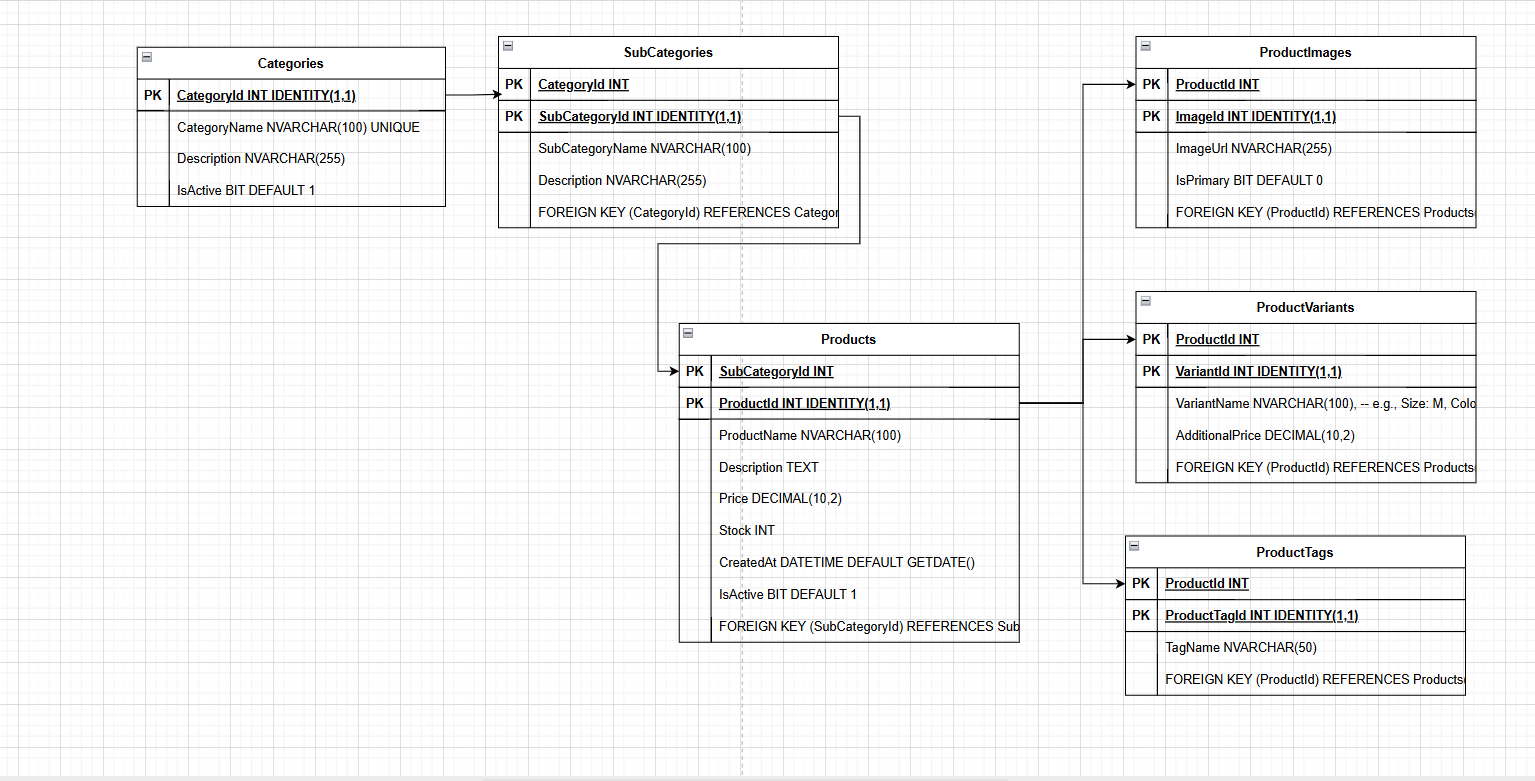 Categories
PK CategoryId INT IDENTITY(1,1)
CategoryName NVARCHAR(100) UNIQUE
Description NVARCHAR(255)
IsActive BIT DEFAULT 1
SubCategories
PK CategoryId INT
PK SubCategoryId INT IDENTITY(1,1)
SubCategoryName NVARCHAR(100)
Description NVARCHAR(255)
FOREIGN KEY (CategoryId) REFERENCES Categor
Products
PK SubCategoryId INT
PK ProductId INT IDENTITY(1,1)
ProductName NVARCHAR(100)
Description TEXT
Price DECIMAL(10,2)
Stock INT
CreatedAt DATETIME DEFAULT GETDATE()
IsActive BIT DEFAULT 1
FOREIGN KEY (SubCategoryId) REFERENCES Sub
ProductImages
PK ProductId INT
PK ImageId INT IDENTITY(1,1)
ImageUrl NVARCHAR(255)
IsPrimary BIT DEFAULT 0
FOREIGN KEY (ProductId) REFERENCES Products(
ProductVariants
PK ProductId INT
PK VariantId INT IDENTITY(1,1)
VariantName NVARCHAR(100), -- e.g., Size: M, Colo
AdditionalPrice DECIMAL(10,2)
FOREIGN KEY (ProductId) REFERENCES Products(
ProductTags
PK ProductId INT
PK ProductTagId INT IDENTITY(1,1)
TagName NVARCHAR(50)
FOREIGN KEY (ProductId) REFERENCES Products(